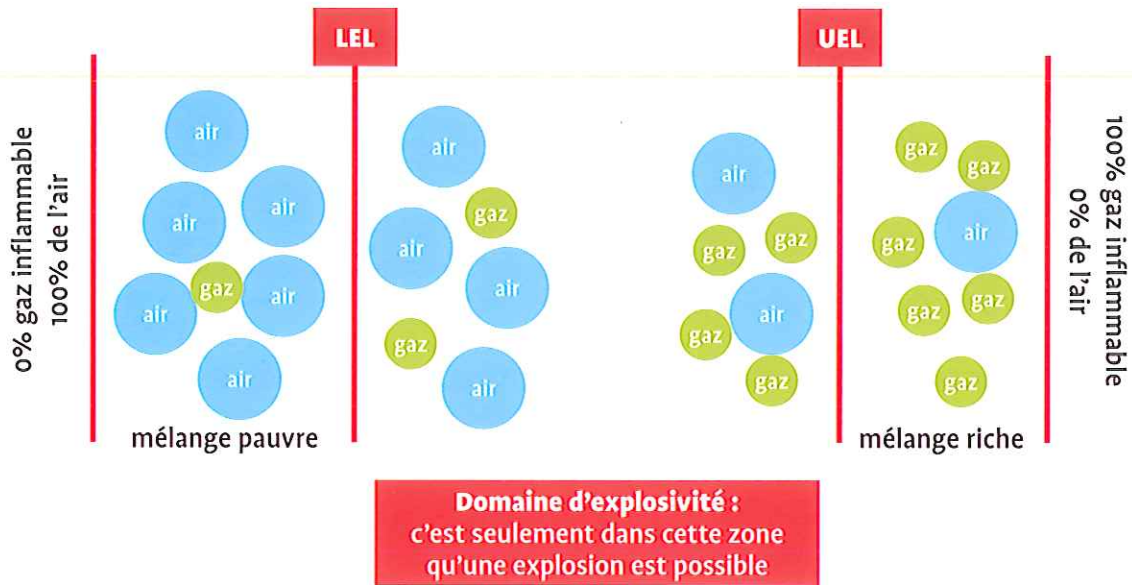 LEL
UEL
0% gaz inflammable
100% de l'air
air
air
air
gaz
air
air
air
mélange pauvre
air
gaz
air
air
gaz
air
air
gaz
gaz
air
gaz
gaz
gaz
gaz
air
gaz
gaz
gaz
gaz
mélange riche
100% gaz inflammable
0% de l'air
Domaine d'explosivité :
c'est seulement dans cette zone
qu'une explosion est possible